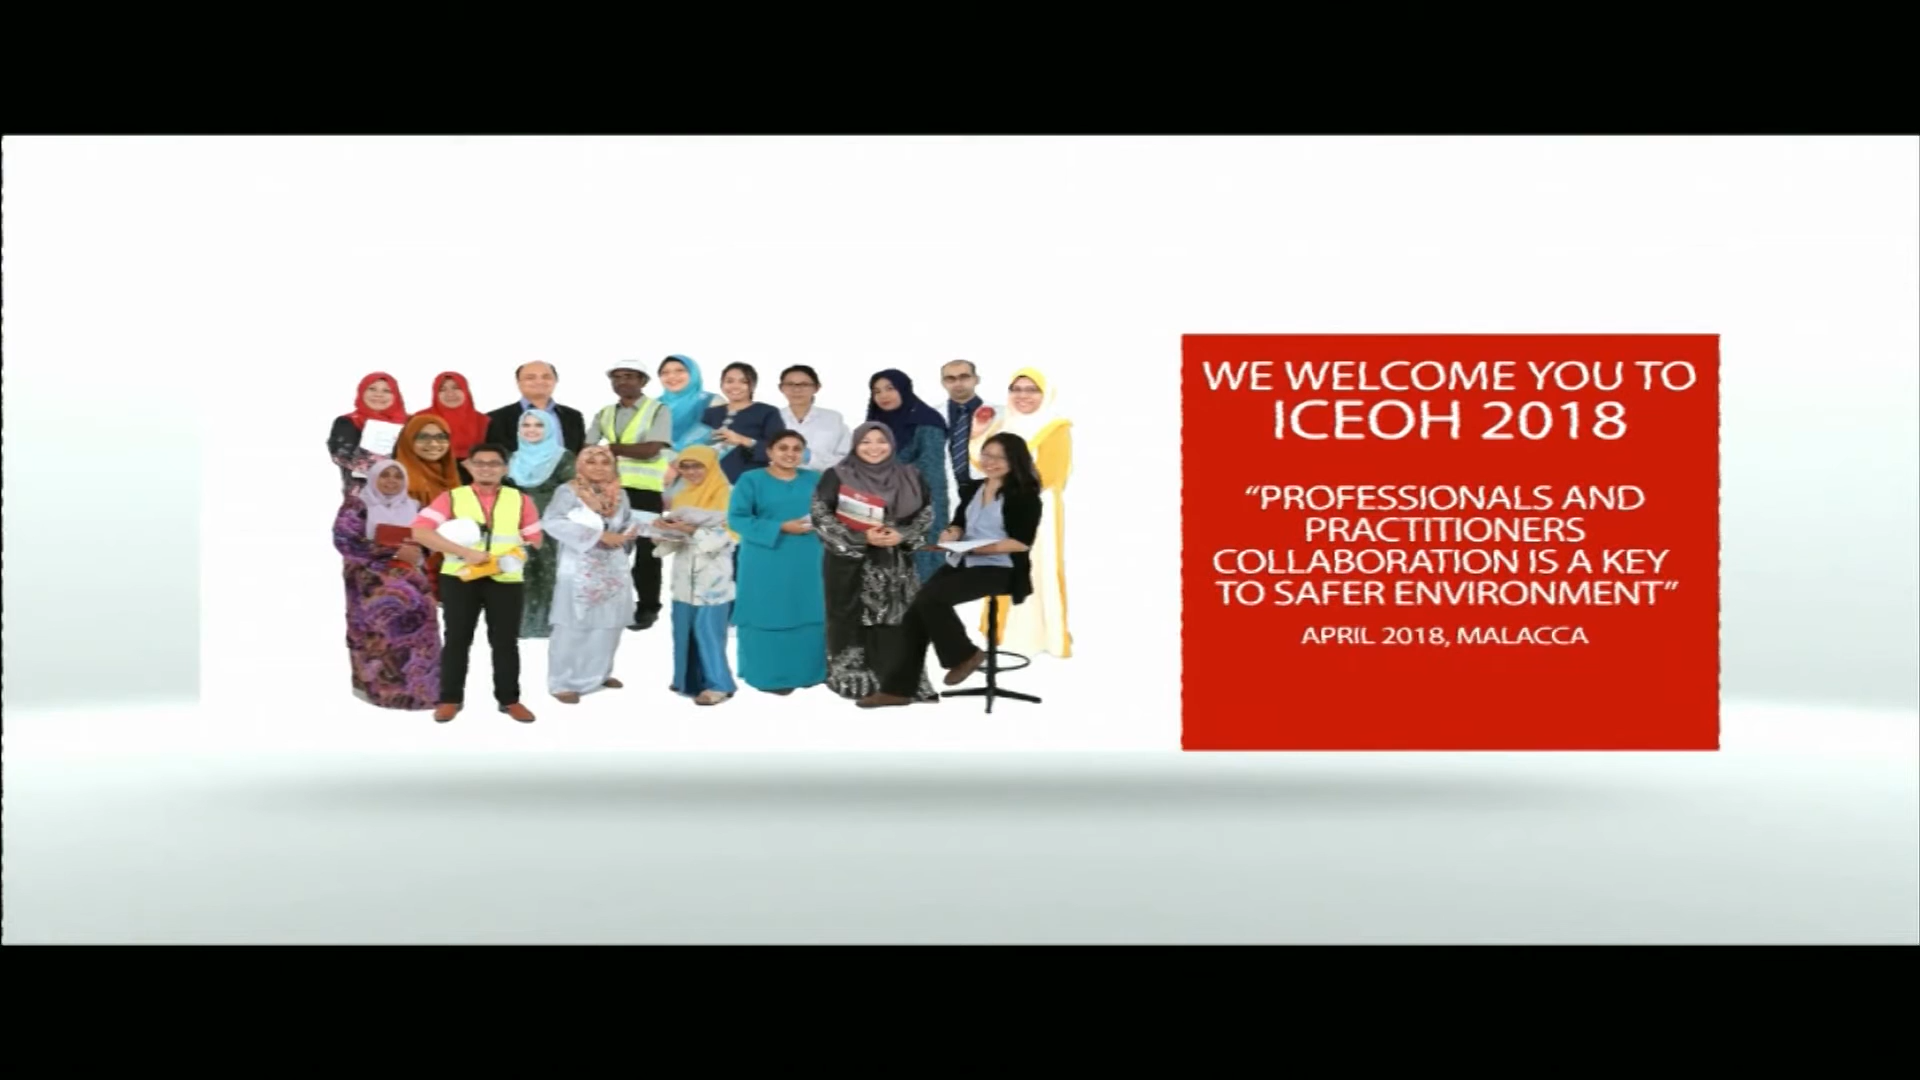 WE WELCOME YOU TO
ICEOH 2018
“PROFESSIONALS AND
PRACTITIONERS
COLLABORATION IS A KEY
TO SAFER ENVIRONMENT”
APRIL 2018, MALACCA